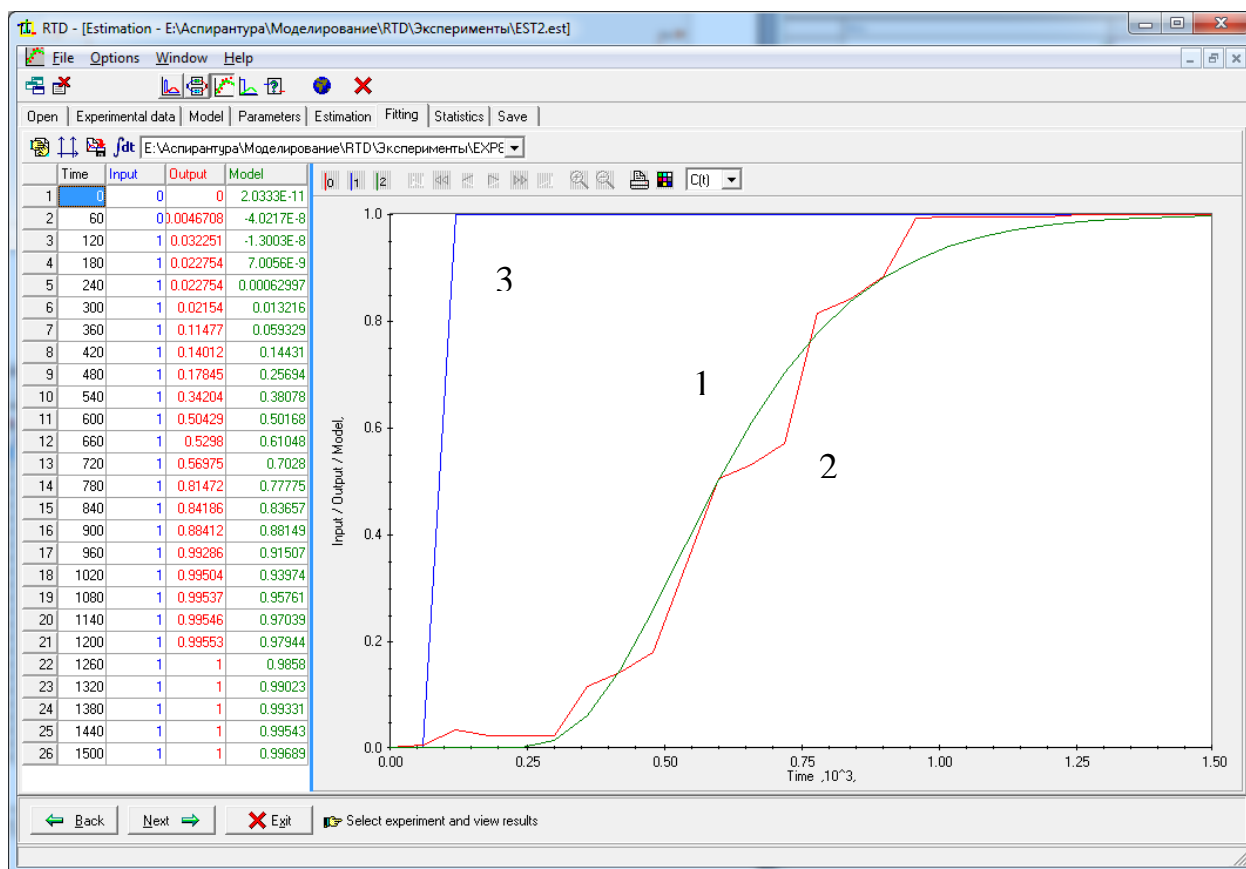 RTD - [Estimation - E:\Аспирантура\Моделирование\RTD\Эксперименты\EST2.est]
File Options Window Help
Open Experimental data Model Parameters Estimation Fitting Statistics Save
∫dt E:\Аспирантура\Моделирование\RTD\Эксперименты\EXPE
Time Input Output Model
1 0 0 0 2.0333E-11
2 60 0 0.0046708 -4.0217E-8
3 120 1 0.032251 -1.3003E-8
4 180 1 0.022754 7.0056E-9
5 240 1 0.022754 0.00062997
6 300 1 0.02154 0.013216
7 360 1 0.11477 0.059329
8 420 1 0.14012 0.14431
9 480 1 0.17845 0.25694
10 540 1 0.34204 0.38078
11 600 1 0.50429 0.50168
12 660 1 0.5298 0.61048
13 720 1 0.56975 0.7028
14 780 1 0.81472 0.77775
15 840 1 0.84186 0.83657
16 900 1 0.88412 0.88149
17 960 1 0.99286 0.91507
18 1020 1 0.99504 0.93974
19 1080 1 0.99537 0.95761
20 1140 1 0.99546 0.97039
21 1200 1 0.99553 0.97944
22 1260 1 1 0.9858
23 1320 1 1 0.99023
24 1380 1 1 0.99331
25 1440 1 1 0.99543
26 1500 1 1 0.99689
0 1 2 C(t)
1.0
0.8
0.6
0.4
0.2
0.0
Input / Output / Model,
3
1
2
0.00 0.25 0.50 0.75 1.00 1.25 1.50
Time ,10^3,
Back Next Exit Select experiment and view results